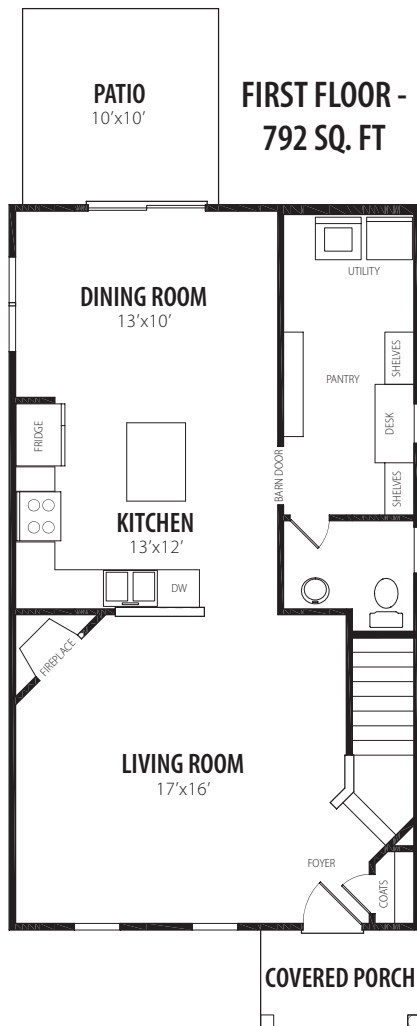 PATIO
10'x10'
FIRST FLOOR -
792 SQ. FT
UTILITY
DINING ROOM
13'x10'
SHELVES
PANTRY
DESK
FRIDGE
BARN DOOR
SHELVES
KITCHEN
13'x12'
DW
FIREPLACE
LIVING ROOM
17'x16'
FOYER
COATS
COVERED PORCH